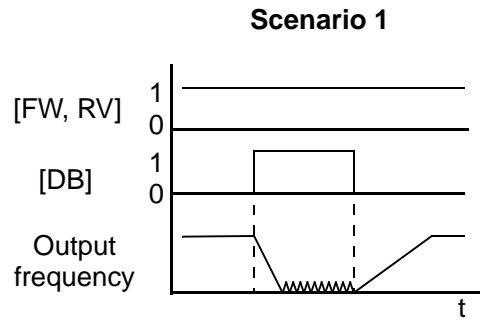 Scenario 1
[FW, RV]
1
0
[DB]
1
0
Output
frequency
t